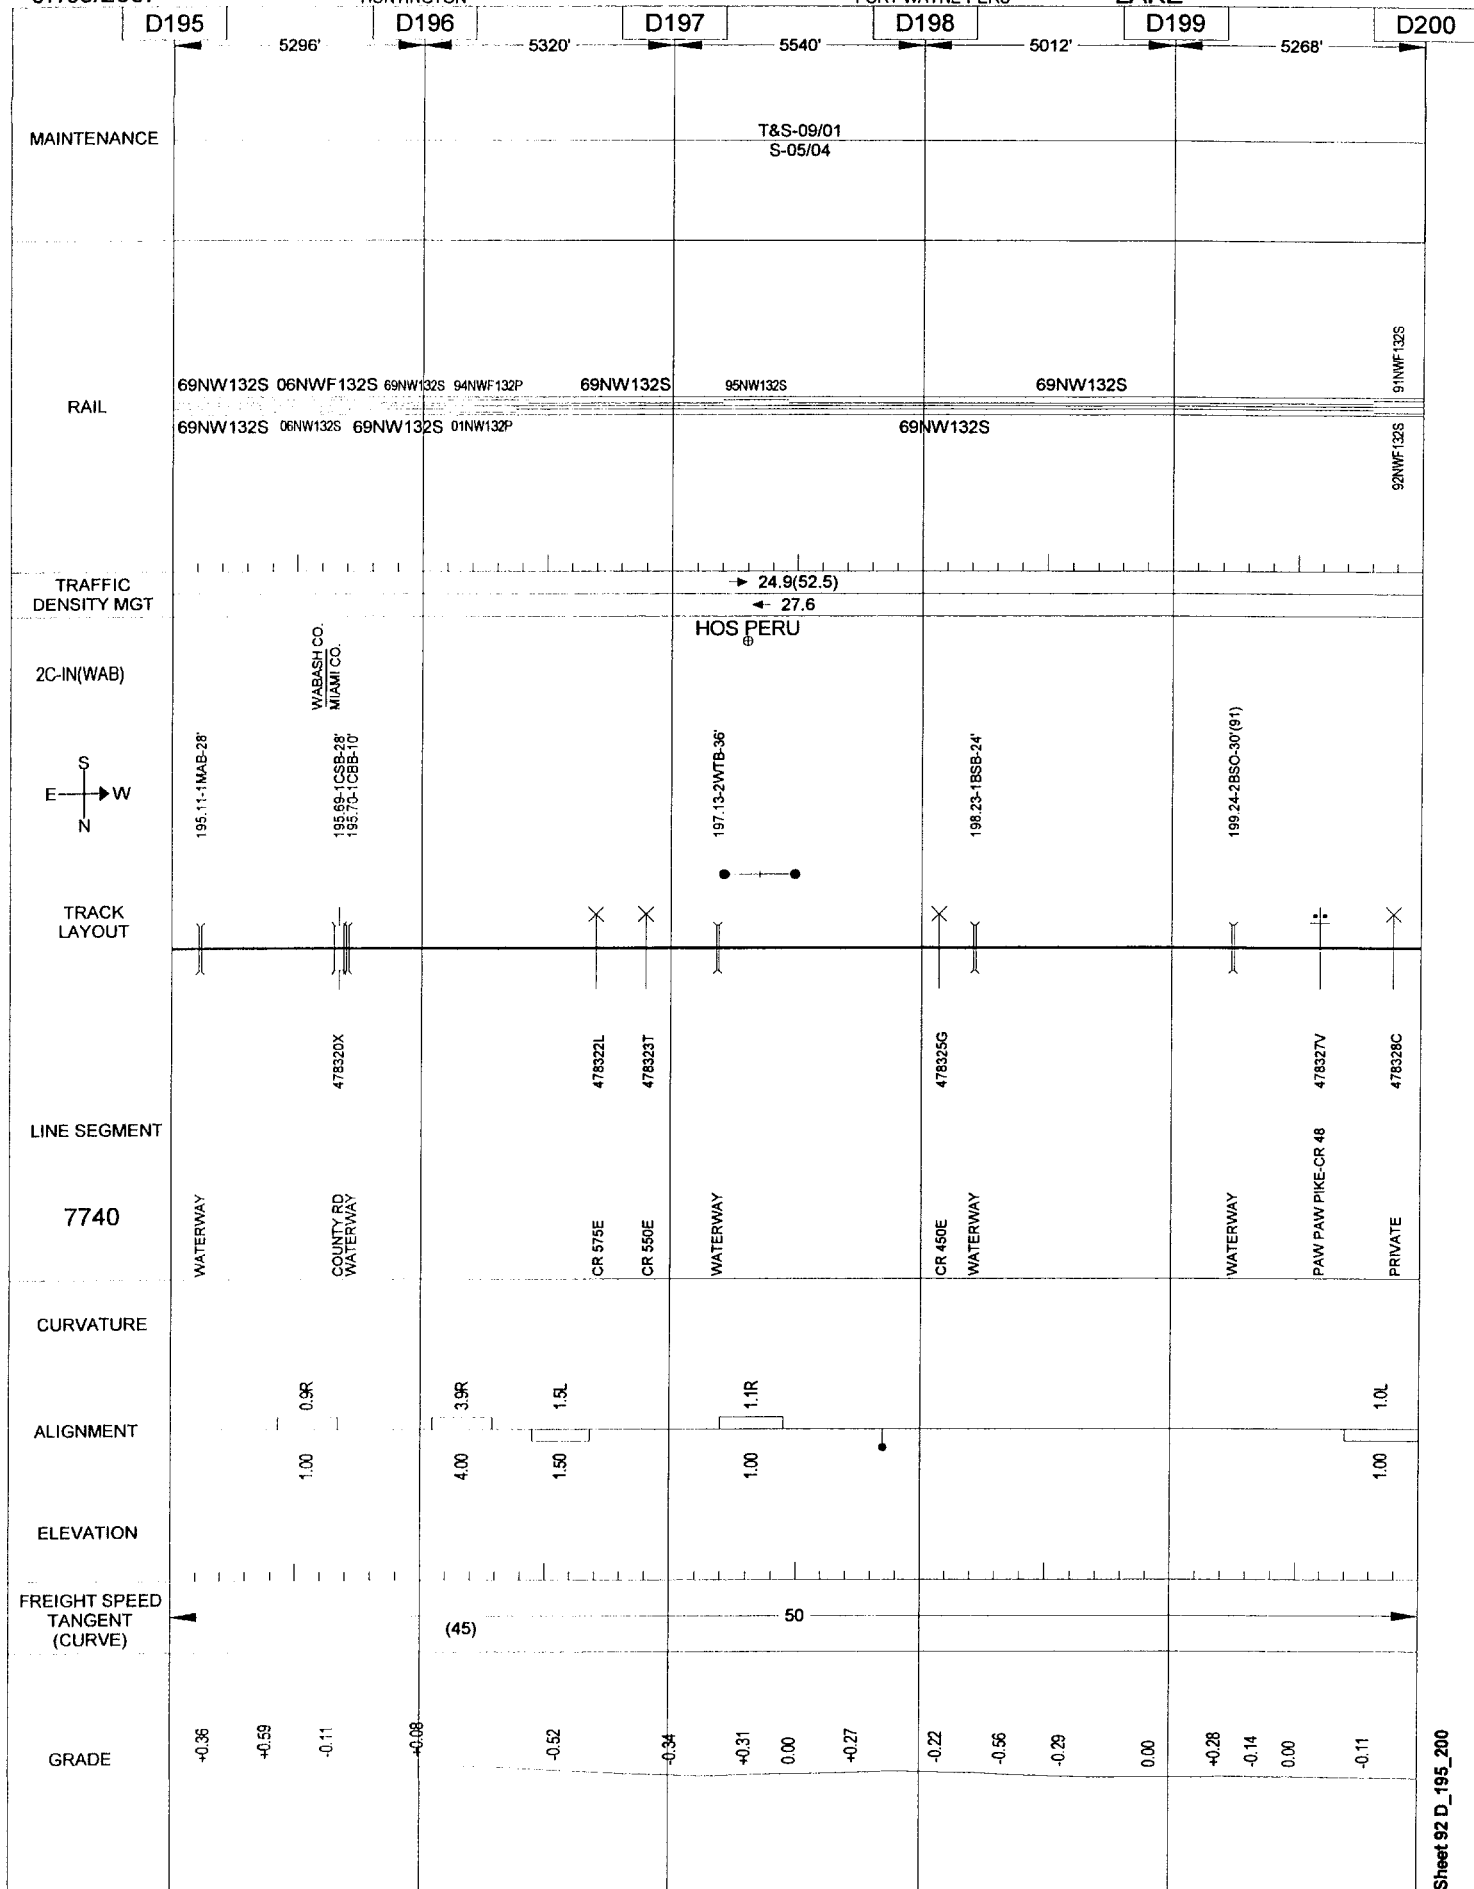 D195 D196 D197 D198 D199 D200
5296' 5320' 5540' 5012' 5268'
MAINTENANCE
T&S-09/01
S-05/04
RAIL
69NW132S 06NWF132S 69NW132S 94NWF132P 69NW132S 95NW132S 69NW132S 91NWF132S
69NW132S 06NW132S 69NW132S 01NW132P 69NW132S 92NWF132S
TRAFFIC
DENSITY MGT
24.9(52.5)
27.6
HOS PERU
2C-IN(WAB)
WABASH CO.
MIAMI CO.
S
E W
N
195.11-1MAB-28'
195.69-1CSB-28'
195.70-1CBB-10'
197.13-2WTB-36'
198.23-1BSB-24'
199.24-2BSO-30'(91)
TRACK
LAYOUT
478320X
478322L
478323T
478325G
478327V
478328C
LINE SEGMENT
7740
WATERWAY
COUNTY RD
WATERWAY
CR 575E
CR 550E
WATERWAY
CR 450E
WATERWAY
WATERWAY
PAW PAW PIKE-CR 48
PRIVATE
CURVATURE
0.9R 3.9R 1.5L 1.1R 1.0L
ALIGNMENT
1.00 4.00 1.50 1.00 1.00
ELEVATION
FREIGHT SPEED
TANGENT
(CURVE)
50
(45)
GRADE
+0.36 +0.59 -0.11 +0.08 -0.52 -0.34 +0.31 0.00 +0.27 -0.22 -0.56 -0.29 0.00 +0.28 -0.14 0.00 -0.11
Sheet 92 D_195_200